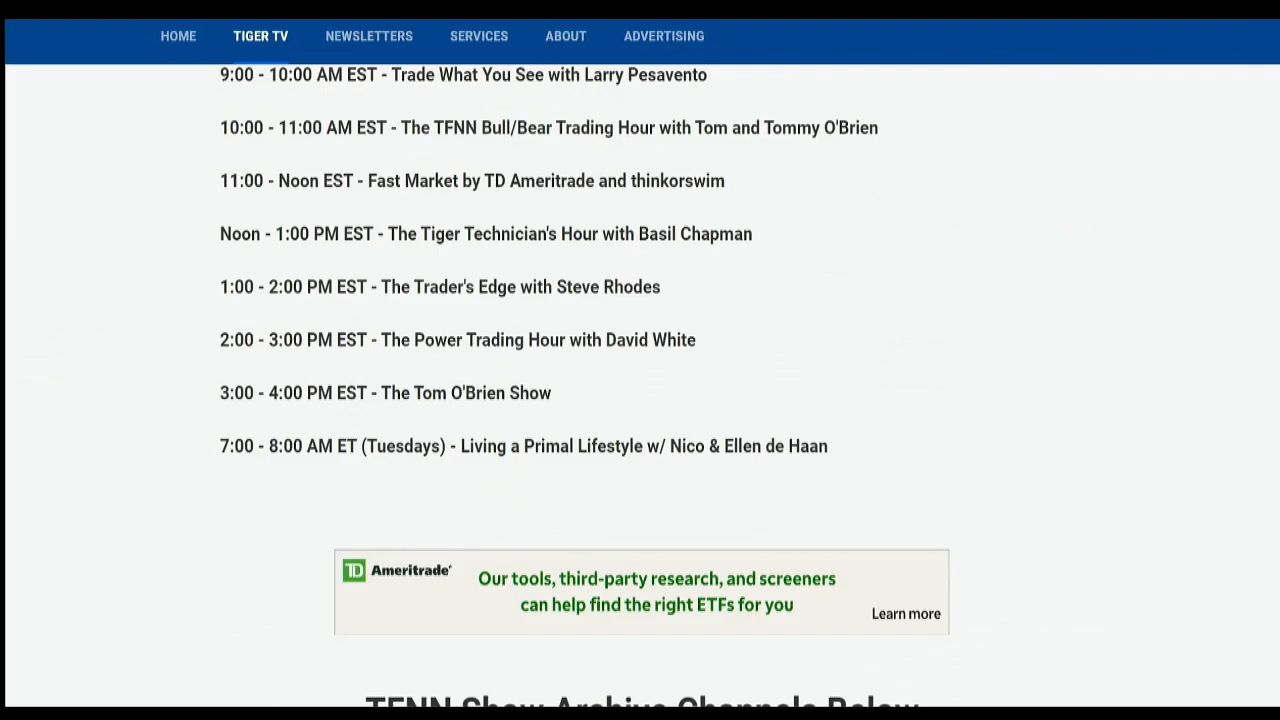 HOME TIGER TV NEWSLETTERS SERVICES ABOUT ADVERTISING
9:00 - 10:00 AM EST - Trade What You See with Larry Pesavento
10:00 - 11:00 AM EST - The TFNN Bull/Bear Trading Hour with Tom and Tommy O'Brien
11:00 - Noon EST - Fast Market by TD Ameritrade and thinkorswim
Noon - 1:00 PM EST - The Tiger Technician's Hour with Basil Chapman
1:00 - 2:00 PM EST - The Trader's Edge with Steve Rhodes
2:00 - 3:00 PM EST - The Power Trading Hour with David White
3:00 - 4:00 PM EST - The Tom O'Brien Show
7:00 - 8:00 AM ET (Tuesdays) - Living a Primal Lifestyle w/ Nico & Ellen de Haan
TD Ameritrade
Our tools, third-party research, and screeners
can help find the right ETFs for you
Learn more
TFNN Show Archive Channels Below